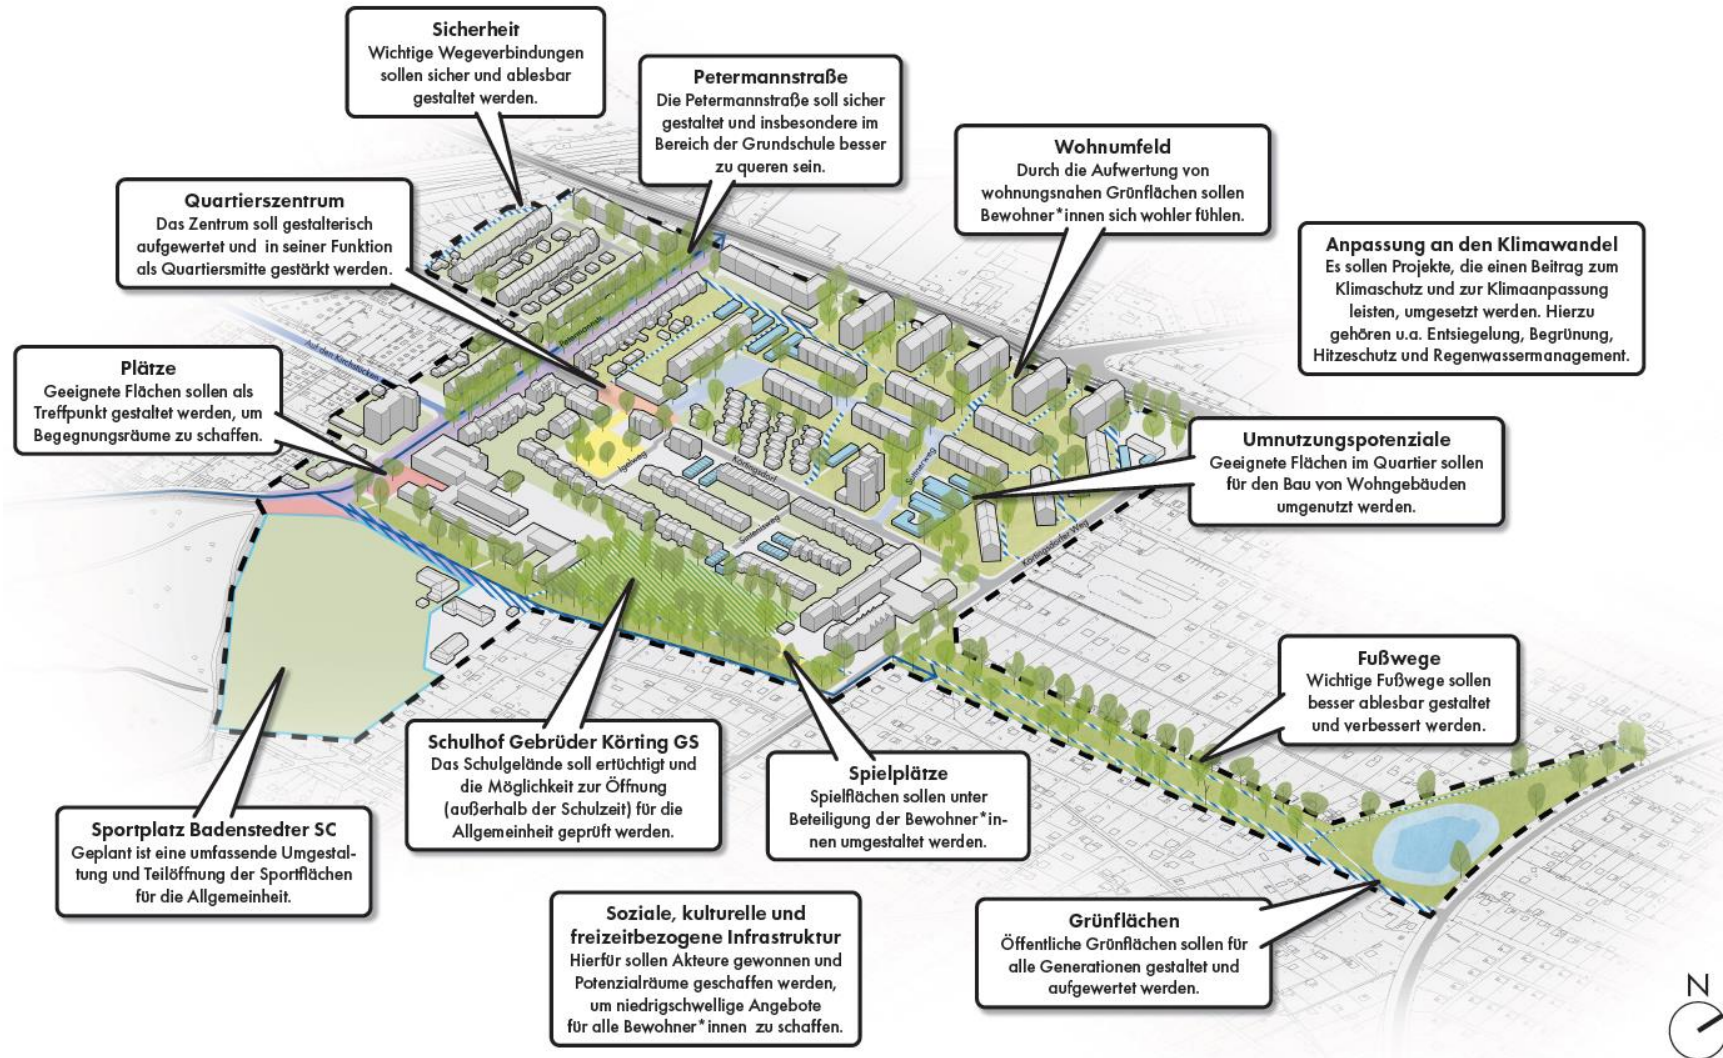 Sicherheit
Wichtige Wegeverbindungen
sollen sicher und ablesbar
gestaltet werden.
Petermannstraße
Die Petermannstraße soll sicher
gestaltet und insbesondere im
Bereich der Grundschule besser
zu queren sein.
Wohnumfeld
Durch die Aufwertung von
wohnungsnahen Grünflächen sollen
Bewohner*innen sich wohler fühlen.
Quartierszentrum
Das Zentrum soll gestalterisch
aufgewertet und in seiner Funktion
als Quartiersmitte gestärkt werden.
Anpassung an den Klimawandel
Es sollen Projekte, die einen Beitrag zum
Klimaschutz und zur Klimaanpassung
leisten, umgesetzt werden. Hierzu
gehören u.a. Entsiegelung, Begrünung,
Hitzeschutz und Regenwassermanagement.
Plätze
Geeignete Flächen sollen als
Treffpunkt gestaltet werden, um
Begegnungsräume zu schaffen.
Umnutzungspotenziale
Geeignete Flächen im Quartier sollen
für den Bau von Wohngebäuden
umgenutzt werden.
Petermannstr.
Auf den Kirchstücken
Igelweg
Körtingsdorf
Suttnerweg
Sintenisweg
Körtingsdorfer Weg
Fußwege
Wichtige Fußwege sollen
besser ablesbar gestaltet
und verbessert werden.
Schulhof Gebrüder Körting GS
Das Schulgelände soll ertüchtigt und
die Möglichkeit zur Öffnung
(außerhalb der Schulzeit) für die
Allgemeinheit geprüft werden.
Spielplätze
Spielflächen sollen unter
Beteiligung der Bewohner*in-
nen umgestaltet werden.
Sportplatz Badenstedter SC
Geplant ist eine umfassende Umgestal-
tung und Teilöffnung der Sportflächen
für die Allgemeinheit.
Soziale, kulturelle und
freizeitbezogene Infrastruktur
Hierfür sollen Akteure gewonnen und
Potenzialräume geschaffen werden,
um niedrigschwellige Angebote
für alle Bewohner*innen zu schaffen.
Grünflächen
Öffentliche Grünflächen sollen für
alle Generationen gestaltet und
aufgewertet werden.
N